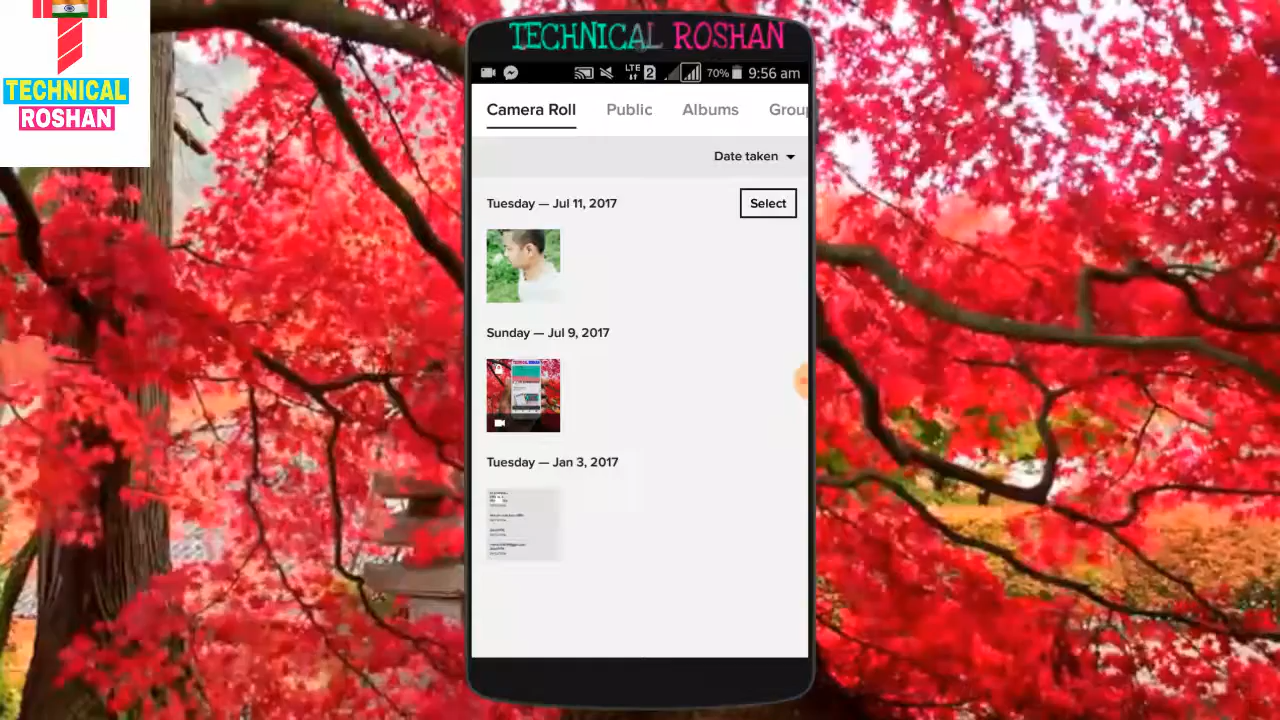 TECHNICAL
ROSHAN
TECHNICAL ROSHAN
LTE 2 70% 9:56 am
Camera Roll Public Albums Grou
Date taken
Tuesday — Jul 11, 2017 Select
Sunday — Jul 9, 2017
Tuesday — Jan 3, 2017